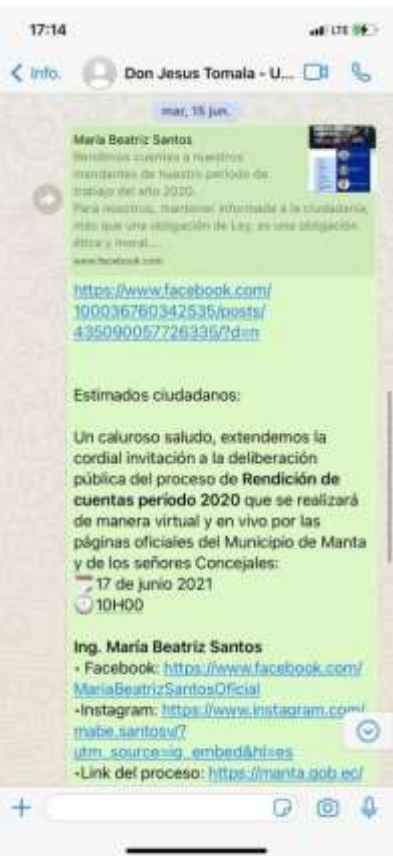 17:14
LTE
Info.
Don Jesus Tomala - U...
mar, 15 jun.
María Beatriz Santos
Rendimos cuentas a nuestros
mandantes de nuestro periodo de
trabajo del año 2020.
Para nosotros, mantener informada a la ciudadanía,
más que una obligación de Ley, es una obligación
ética y moral....
www.facebook.com
https://www.facebook.com/
100036760342535/posts/
435090057726335/?d=n
Estimados ciudadanos:
Un caluroso saludo, extendemos la
cordial invitación a la deliberación
pública del proceso de Rendición de
cuentas periodo 2020 que se realizará
de manera virtual y en vivo por las
páginas oficiales del Municipio de Manta
y de los señores Concejales:
17 de junio 2021
10H00
Ing. María Beatriz Santos
• Facebook: https://www.facebook.com/
MariaBeatrizSantosOficial
•Instagram: https://www.instagram.com/
mabe.santosv/?
utm_source=ig_embed&hl=es
•Link del proceso: https://manta.gob.ec/